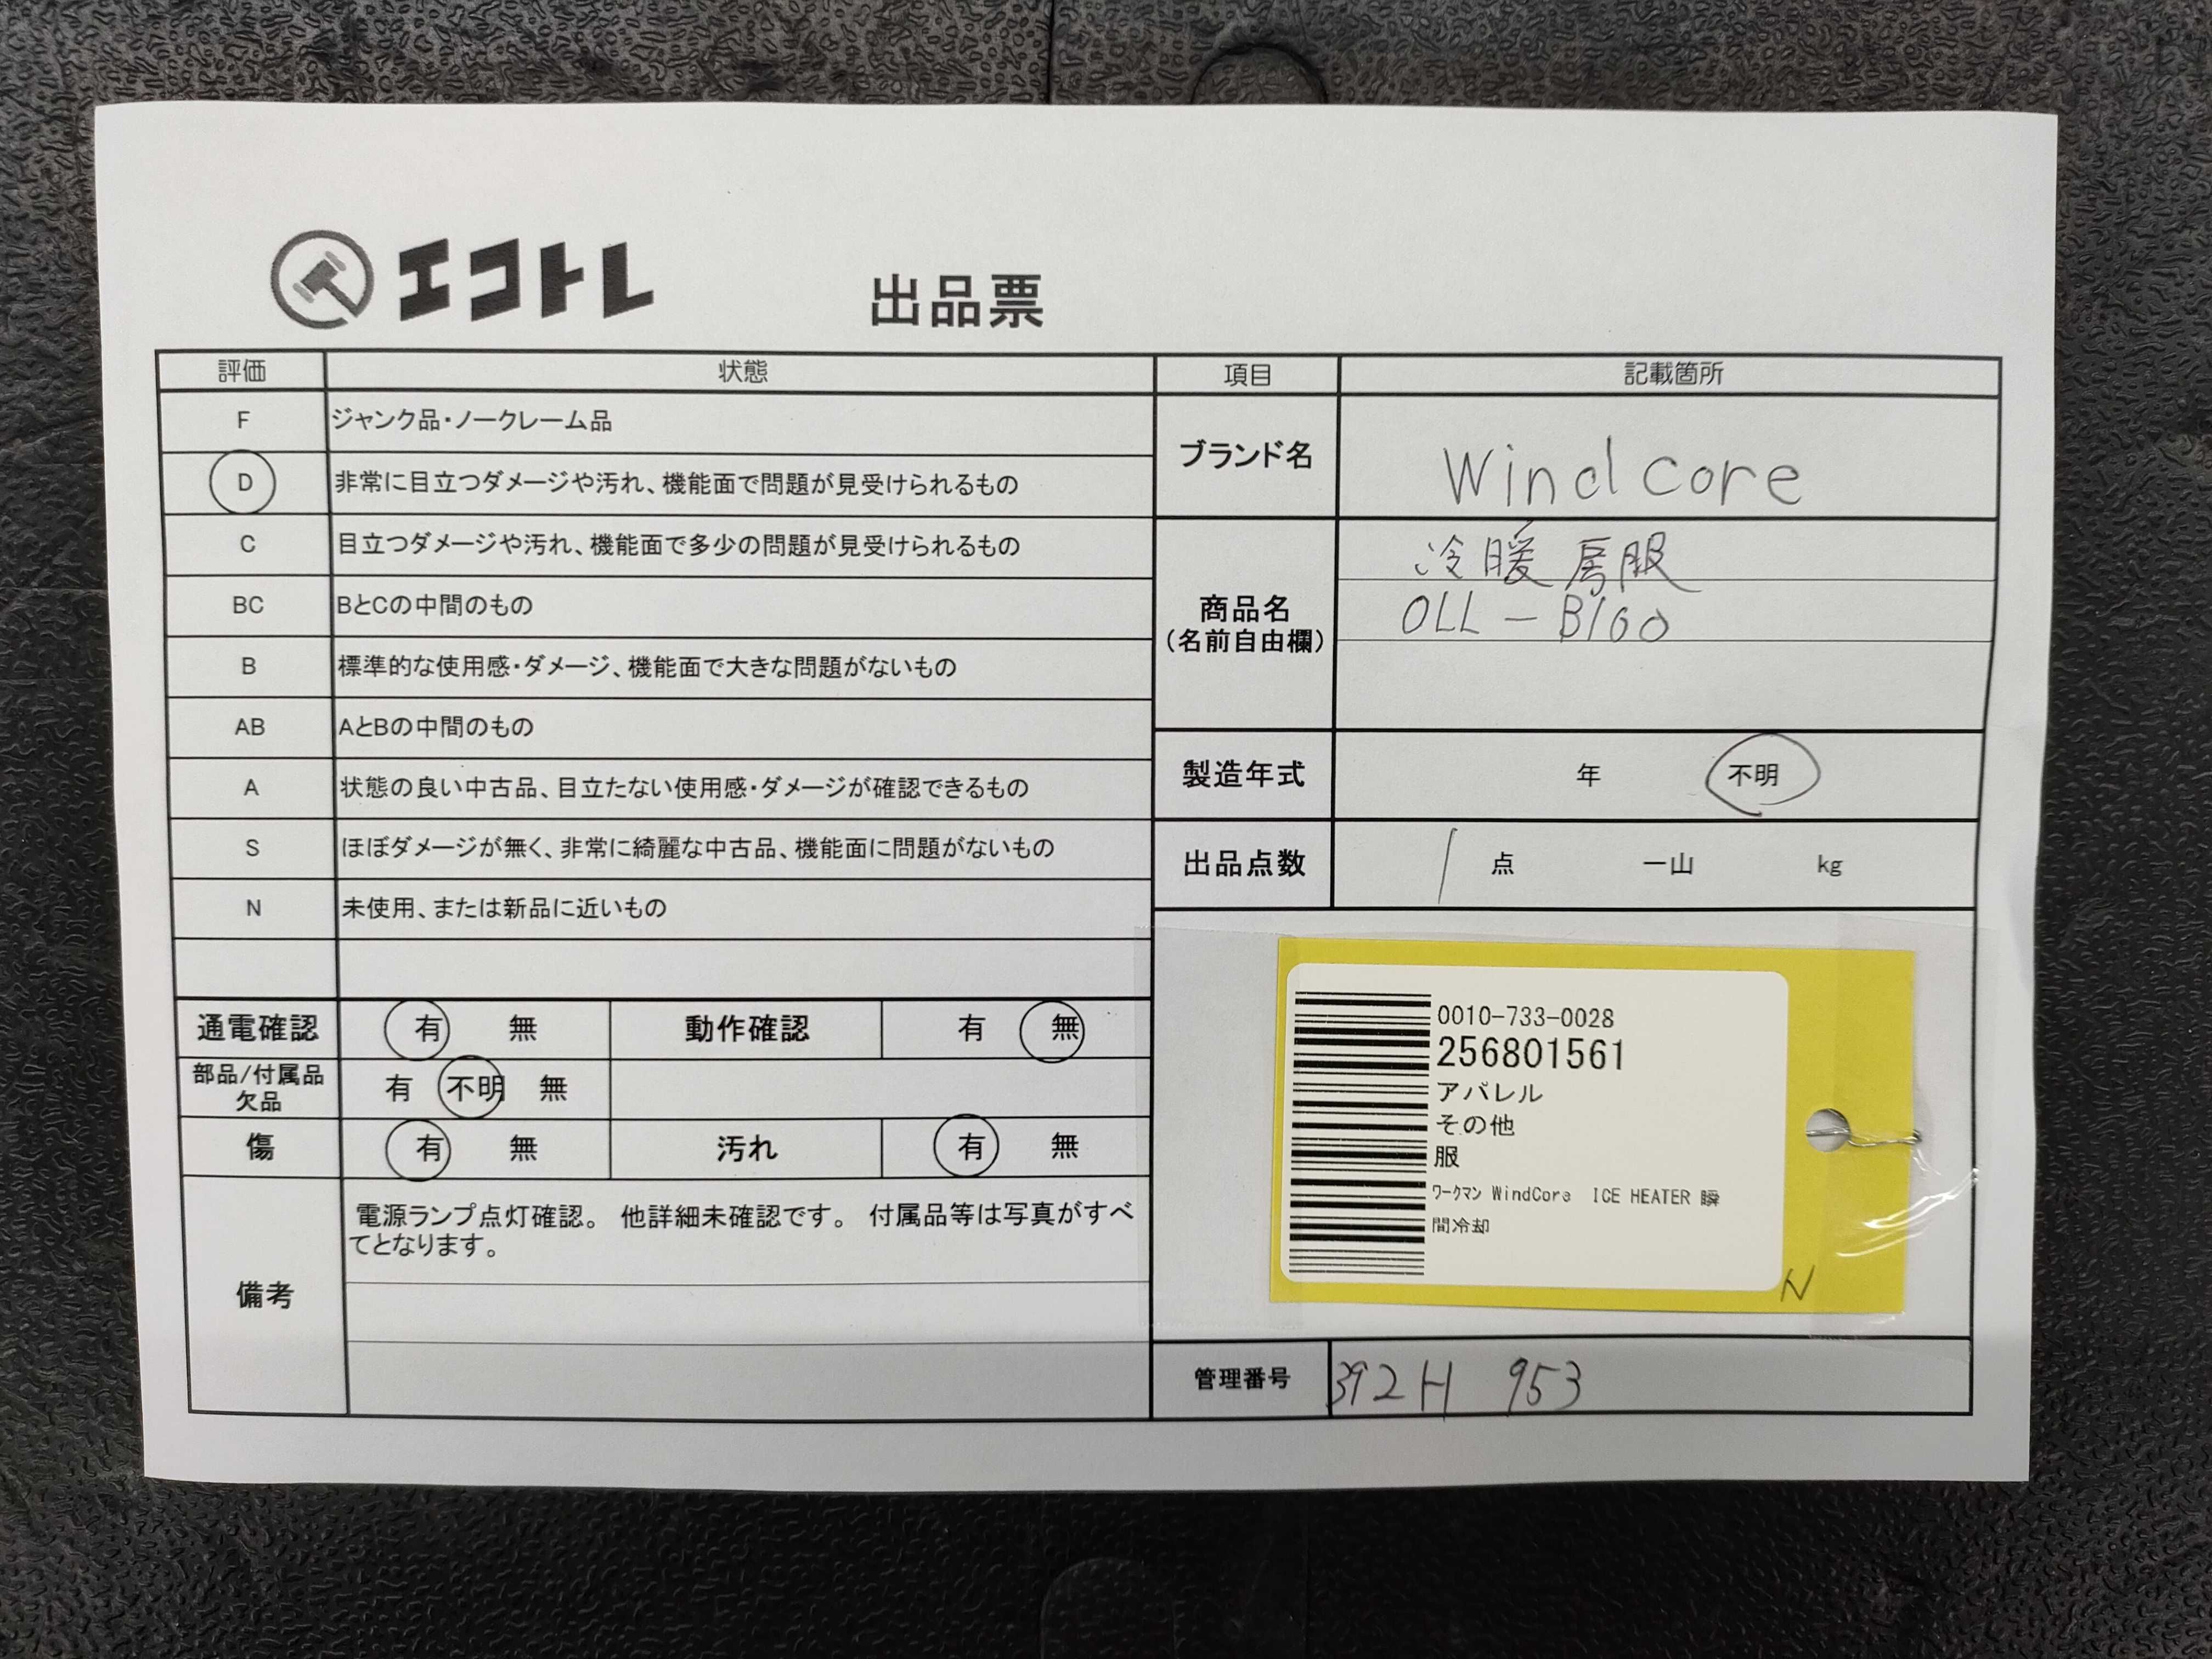 エコトレ
出品票
評価 状態
F ジャンク品・ノークレーム品
D 非常に目立つダメージや汚れ、機能面で問題が見受けられるもの
C 目立つダメージや汚れ、機能面で多少の問題が見受けられるもの
BC BとCの中間のもの
B 標準的な使用感・ダメージ、機能面で大きな問題がないもの
AB AとBの中間のもの
A 状態の良い中古品、目立たない使用感・ダメージが確認できるもの
S ほぼダメージが無く、非常に綺麗な中古品、機能面に問題がないもの
N 未使用、または新品に近いもの
通電確認 有 無 動作確認 有 無
部品/付属品
欠品 有 不明 無
傷 有 無 汚れ 有 無
備考
電源ランプ点灯確認。 他詳細未確認です。 付属品等は写真がすべ
てとなります。
項目 記載箇所
ブランド名 Wind core
商品名
(名前自由欄)
冷暖房服
OLL-B100
製造年式 年 不明
出品点数 1 点 一山 kg
0010-733-0028
256801561
アパレル
その他
服
ワークマン WindCore ICE HEATER
間冷却
N
管理番号 392H 953